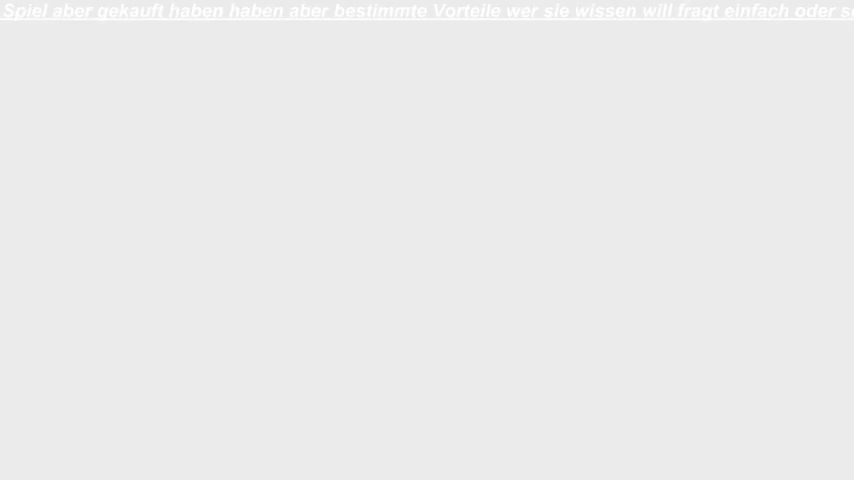 Spiel aber gekauft haben haben aber bestimmte Vorteile wer sie wissen will fragt einfach oder